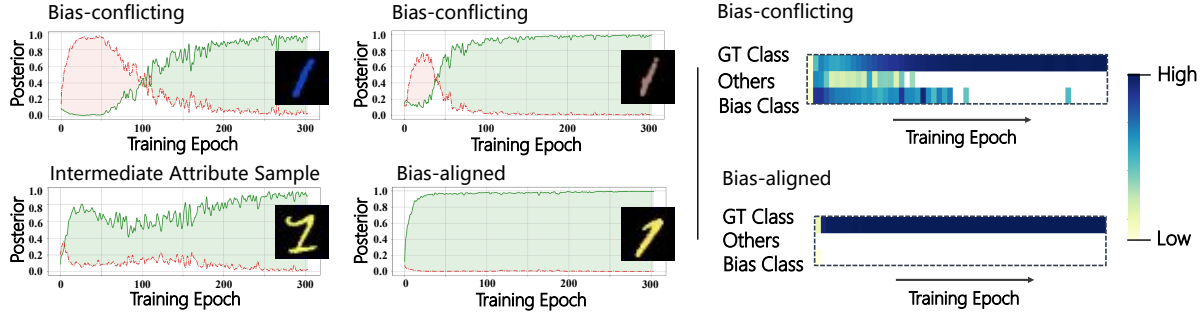 Bias-conflicting
Posterior
1.0
0.8
0.6
0.4
0.2
0.0
0
100
200
300
Training Epoch
Bias-conflicting
Posterior
1.0
0.8
0.6
0.4
0.2
0.0
0
100
200
300
Training Epoch
Intermediate Attribute Sample
Posterior
1.0
0.8
0.6
0.4
0.2
0.0
0
100
200
300
Training Epoch
1
Bias-aligned
Posterior
1.0
0.8
0.6
0.4
0.2
0.0
0
100
200
300
Training Epoch
1
Bias-conflicting
GT Class
Others
Bias Class
Training Epoch
Bias-aligned
GT Class
Others
Bias Class
Training Epoch
High
Low